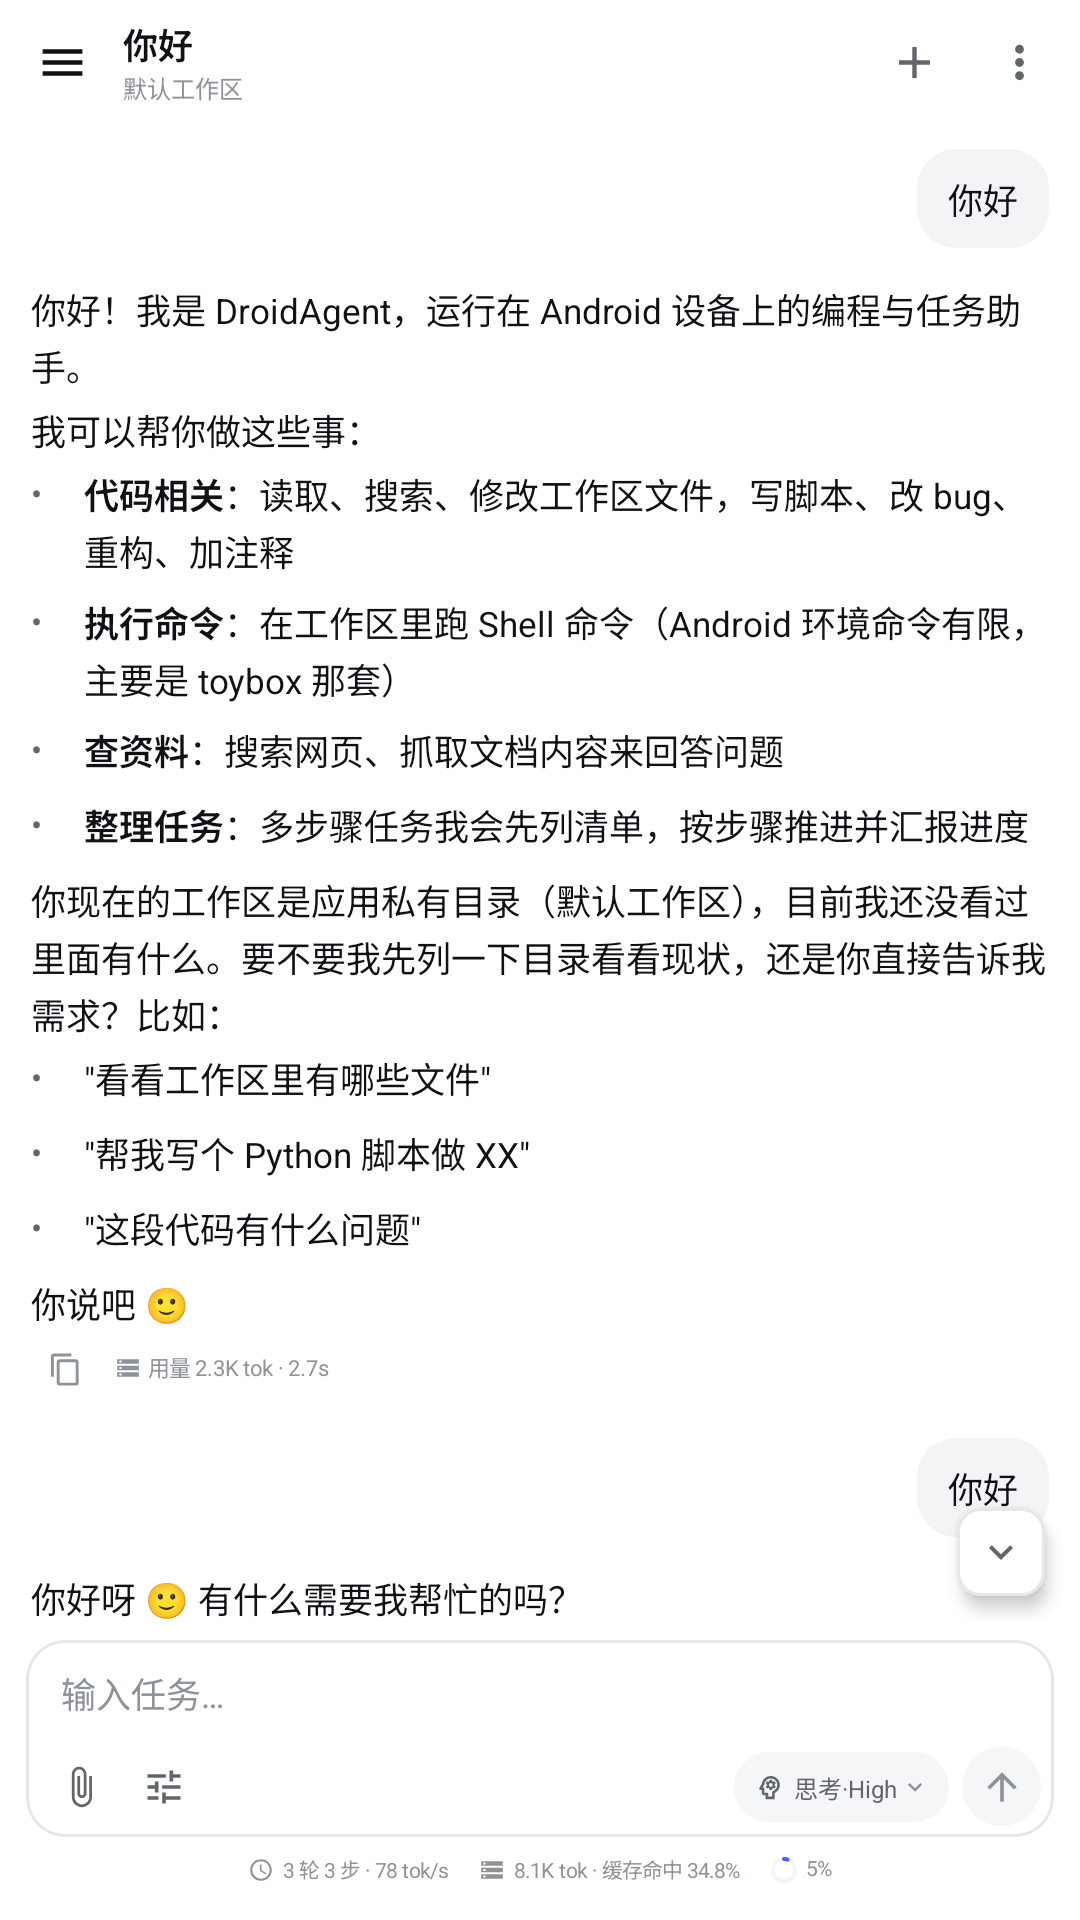 你好
默认工作区
你好
你好！我是 DroidAgent，运行在 Android 设备上的编程与任务助
手。
我可以帮你做这些事：
• 代码相关：读取、搜索、修改工作区文件，写脚本、改 bug、
重构、加注释
• 执行命令：在工作区里跑 Shell 命令（Android 环境命令有限，
主要是 toybox 那套）
• 查资料：搜索网页、抓取文档内容来回答问题
• 整理任务：多步骤任务我会先列清单，按步骤推进并汇报进度
你现在的工作区是应用私有目录（默认工作区），目前我还没看过
里面有什么。要不要我先列一下目录看看现状，还是你直接告诉我
需求？比如：
• "看看工作区里有哪些文件"
• "帮我写个 Python 脚本做 XX"
• "这段代码有什么问题"
你说吧 🙂
用量 2.3K tok · 2.7s
你好
你好呀 🙂 有什么需要我帮忙的吗？
输入任务...
思考·High
3 轮 3 步 · 78 tok/s 8.1K tok · 缓存命中 34.8% 5%